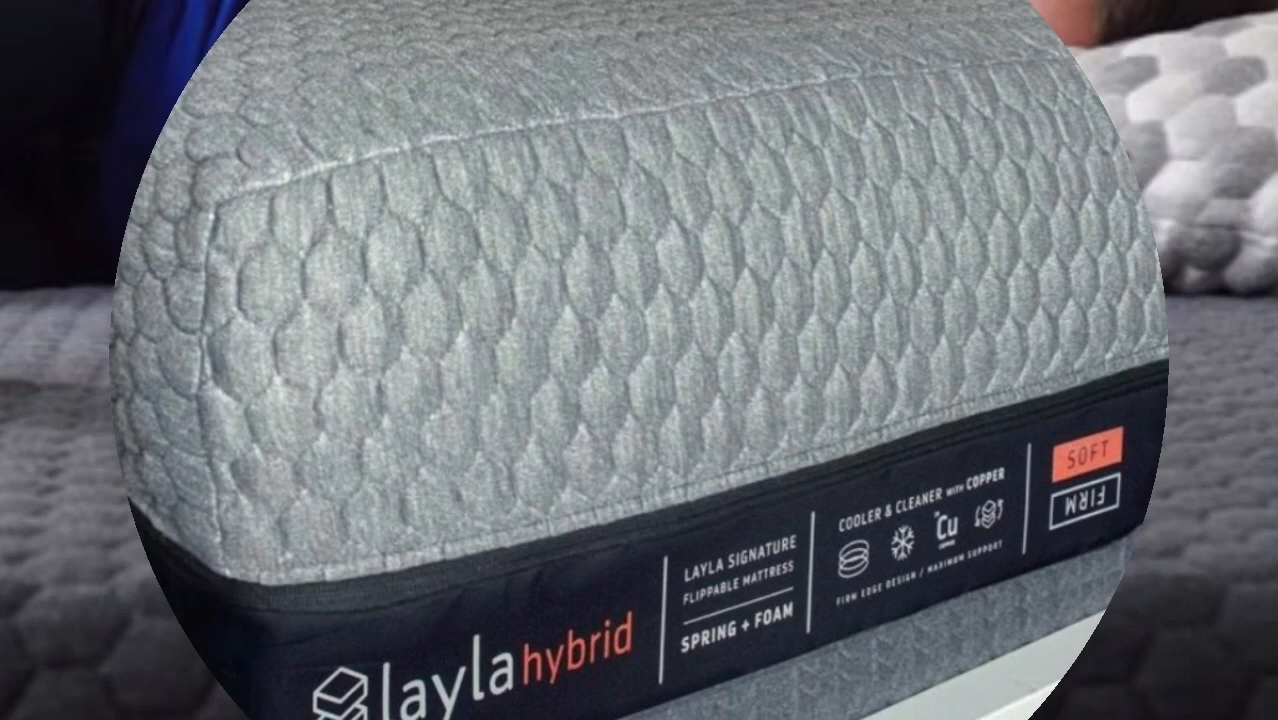 layla hybrid
LAYLA SIGNATURE
FLIPPABLE MATTRESS
SPRING + FOAM
COOLER & CLEANER WITH COPPER
Cu
FIRM EDGE DESIGN / MAXIMUM SUPPORT
SOFT
FIRM